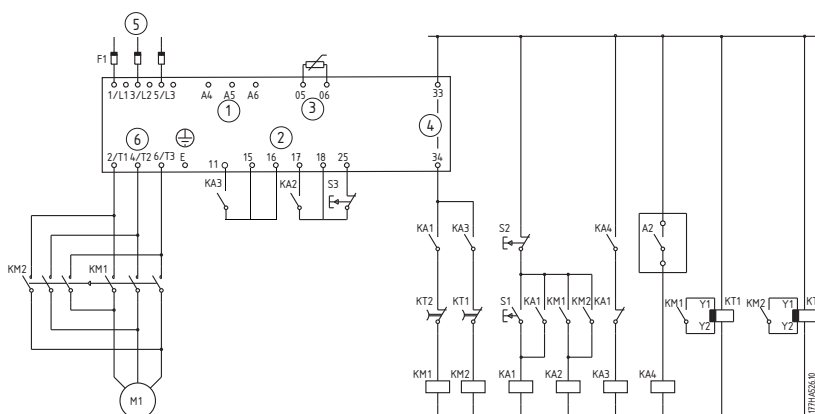 5
F1
1/L1 3/L2 5/L3 A4 A5 A6 05 06 33
1 3
4
6 2
2/T1 4/T2 6/T3 E 11 15 16 17 18 25 34
KA3 KA2 S3
KA1 KA3 S2 KA4 A2
KM2 KM1
KT2 KT1 S1 KA1 KM1 KM2 KA1 KM1 Y1 KT1 KM2 Y1
Y2 Y2
KM1 KM2 KA1 KA2 KA3 KA4
M1